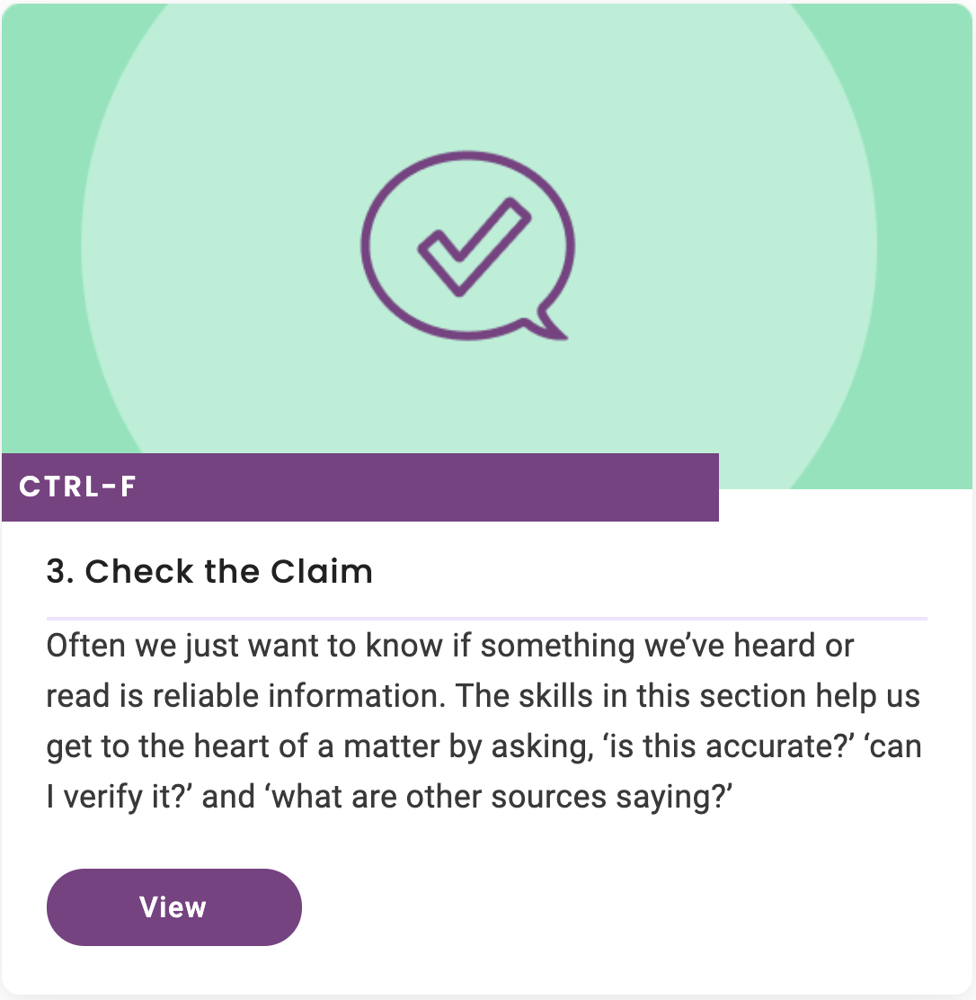 CTRL-F
3. Check the Claim
Often we just want to know if something we’ve heard or
read is reliable information. The skills in this section help us
get to the heart of a matter by asking, ‘is this accurate?’ ‘can
I verify it?’ and ‘what are other sources saying?’
View